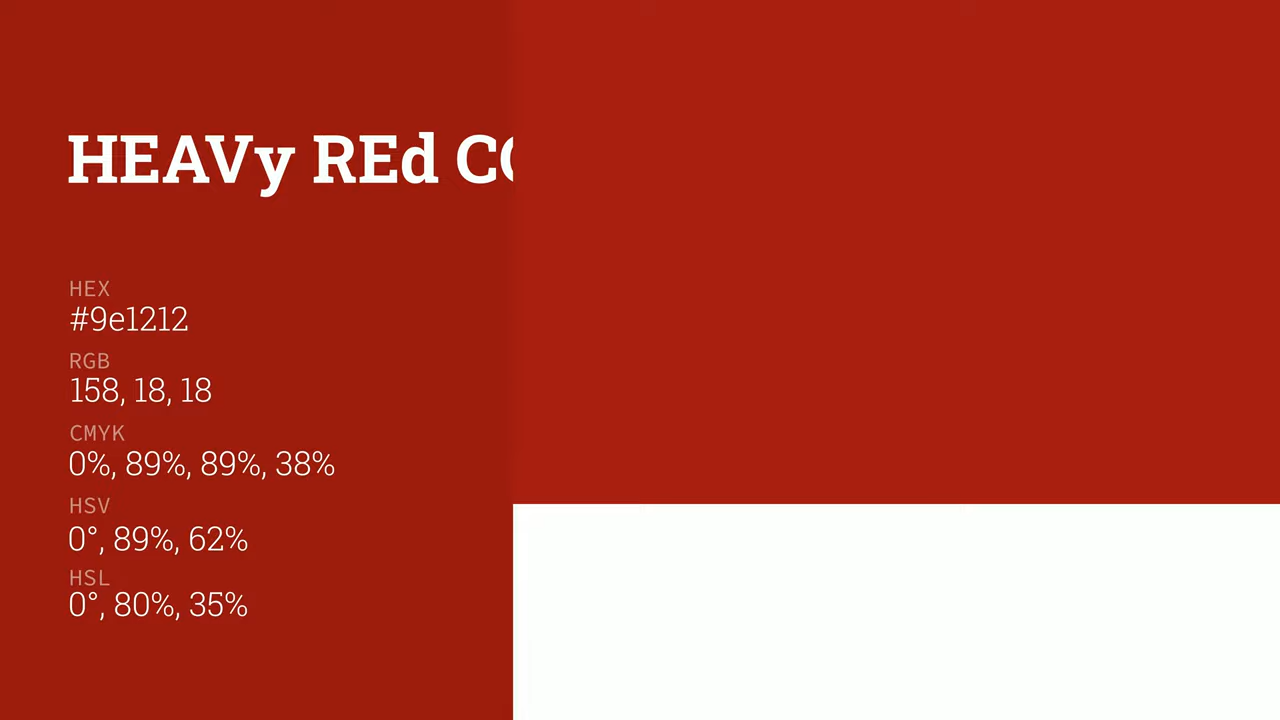 HEAVy REd C
HEX
#9e1212
RGB
158, 18, 18
CMYK
0%, 89%, 89%, 38%
HSV
0°, 89%, 62%
HSL
0°, 80%, 35%